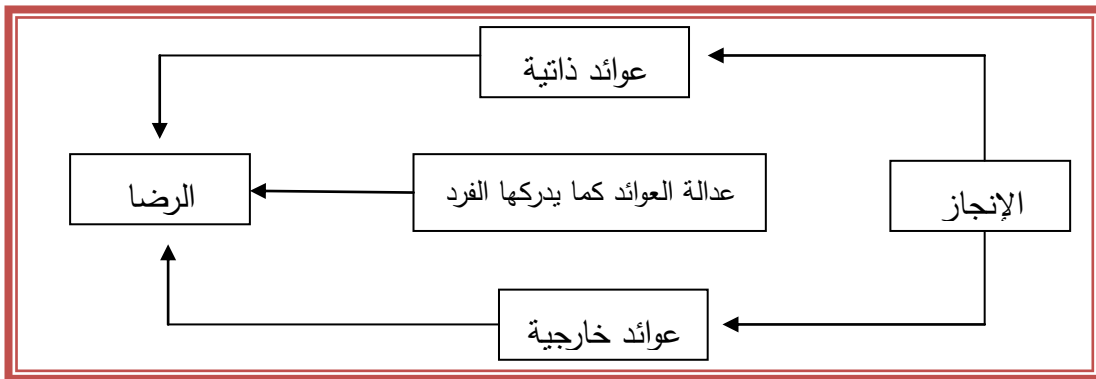 عوائد ذاتية
الإنجاز
عدالة العوائد كما يدركها الفرد
الرضا
عوائد خارجية